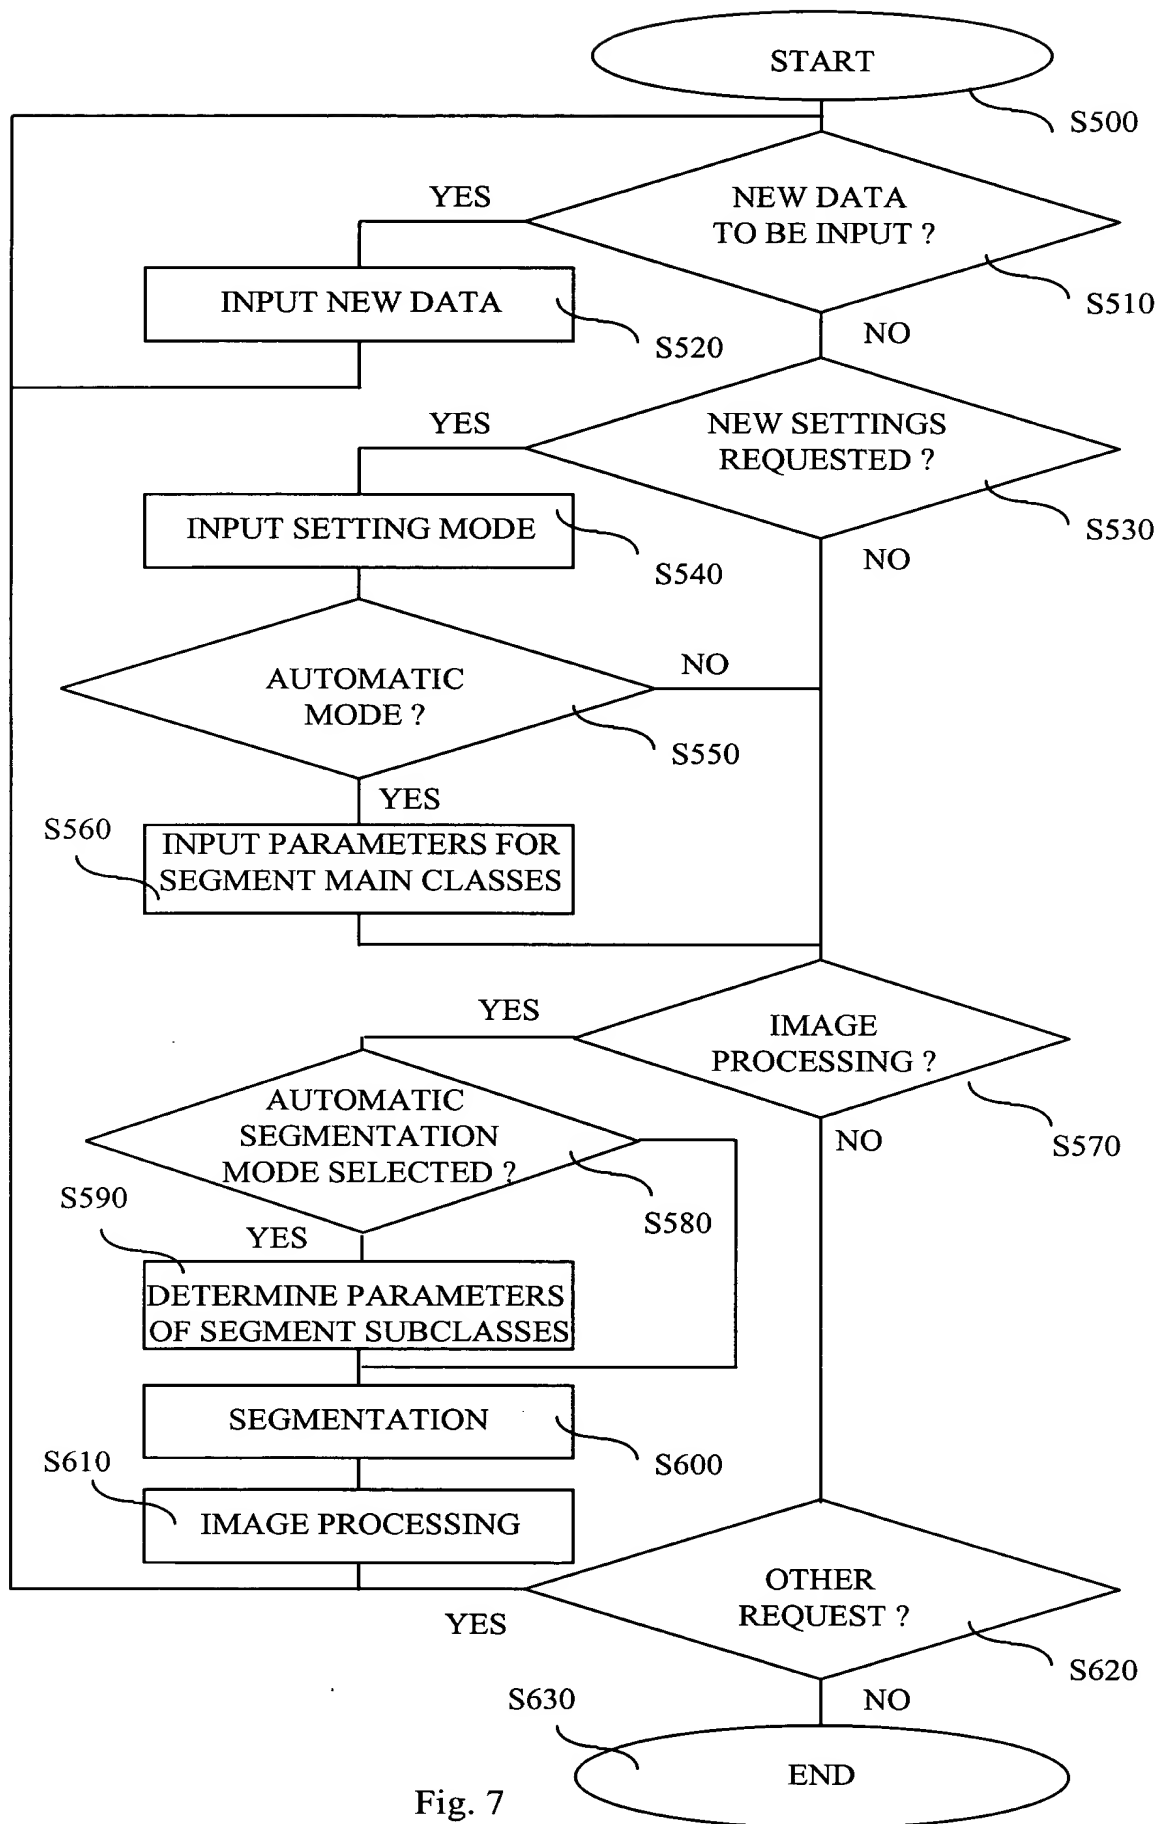 START
S500
YES
NEW DATA
TO BE INPUT ?
INPUT NEW DATA
S510
S520
NO
YES
NEW SETTINGS
REQUESTED ?
INPUT SETTING MODE
S530
S540
NO
AUTOMATIC
MODE ?
NO
S550
YES
S560
INPUT PARAMETERS FOR
SEGMENT MAIN CLASSES
YES
IMAGE
PROCESSING ?
AUTOMATIC
SEGMENTATION
MODE SELECTED ?
NO
S570
S590
S580
YES
DETERMINE PARAMETERS
OF SEGMENT SUBCLASSES
SEGMENTATION
S600
S610
IMAGE PROCESSING
OTHER
REQUEST ?
YES
S620
S630
NO
END
Fig. 7